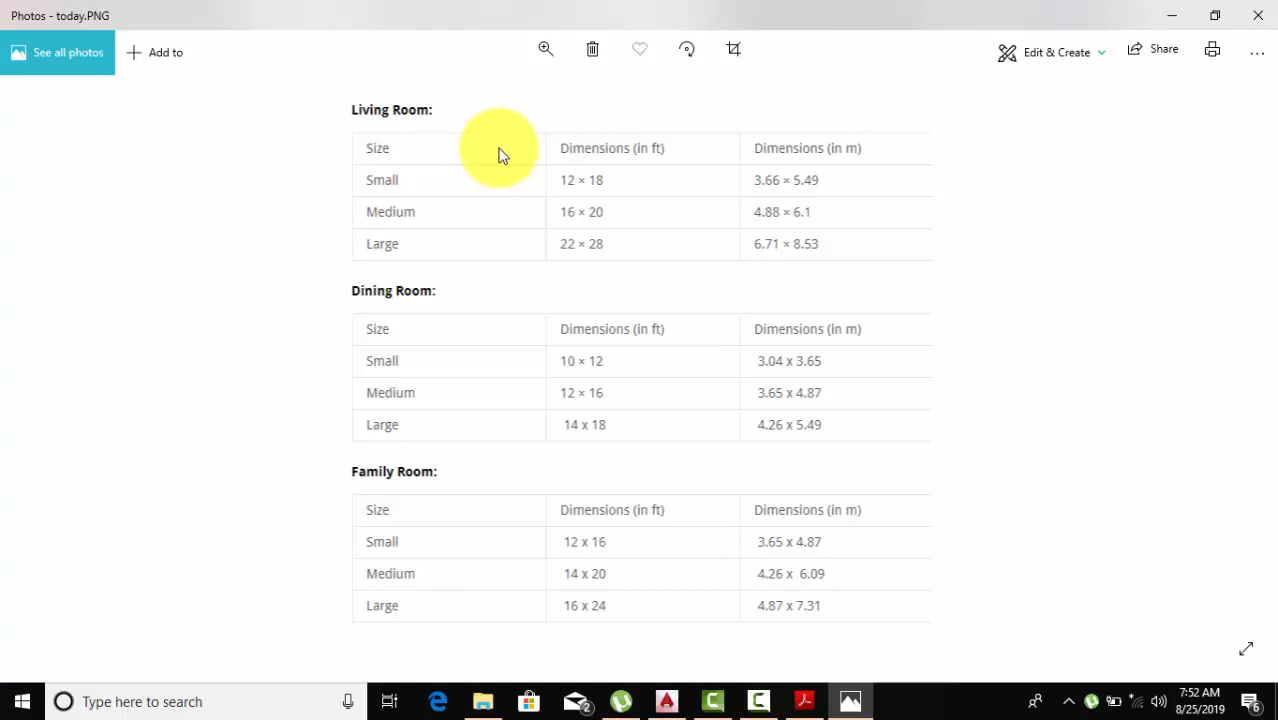 Photos - today.PNG
See all photos
Add to
Edit & Create
Share
Living Room:
Size Dimensions (in ft) Dimensions (in m)
Small 12 × 18 3.66 × 5.49
Medium 16 × 20 4.88 × 6.1
Large 22 × 28 6.71 × 8.53
Dining Room:
Size Dimensions (in ft) Dimensions (in m)
Small 10 × 12 3.04 x 3.65
Medium 12 × 16 3.65 x 4.87
Large 14 x 18 4.26 x 5.49
Family Room:
Size Dimensions (in ft) Dimensions (in m)
Small 12 x 16 3.65 x 4.87
Medium 14 x 20 4.26 x 6.09
Large 16 x 24 4.87 x 7.31
Type here to search
2
7:52 AM
8/25/2019
6